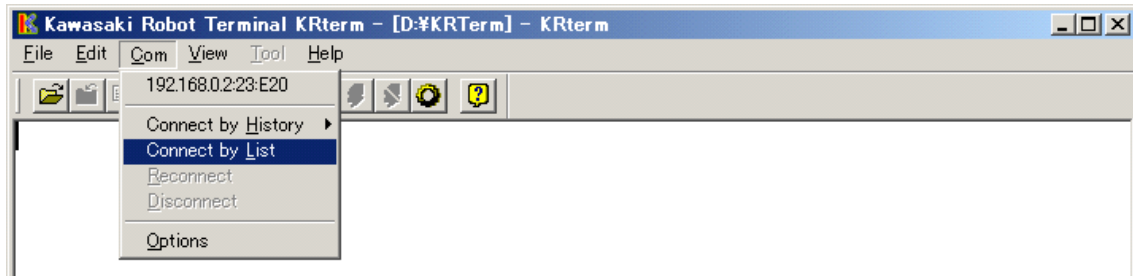 Kawasaki Robot Terminal KRterm - [D:¥KRTerm] - KRterm
File Edit Com View Tool Help
192.168.0.2:23:E20
Connect by History
Connect by List
Reconnect
Disconnect
Options